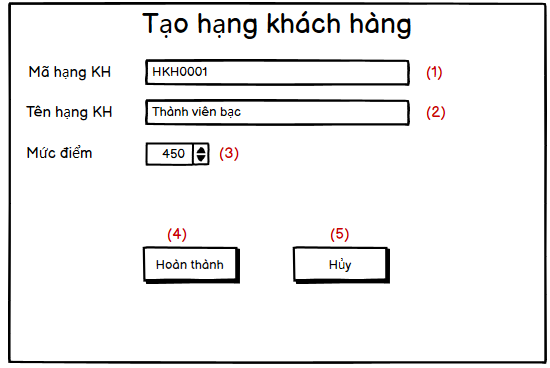 Tạo hạng khách hàng
Mã hạng KH HKH0001 (1)
Tên hạng KH Thành viên bạc (2)
Mức điểm 450 (3)
(4) (5)
Hoàn thành Hủy